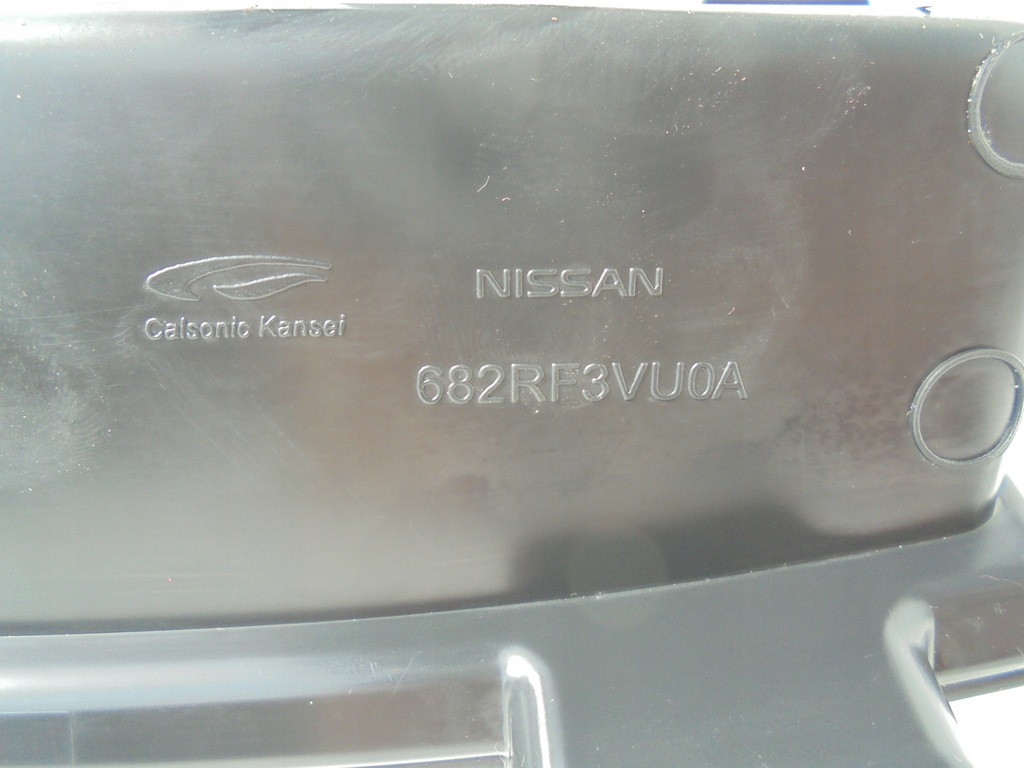 NISSAN
Calsonic Kansei
682RF3VU0A